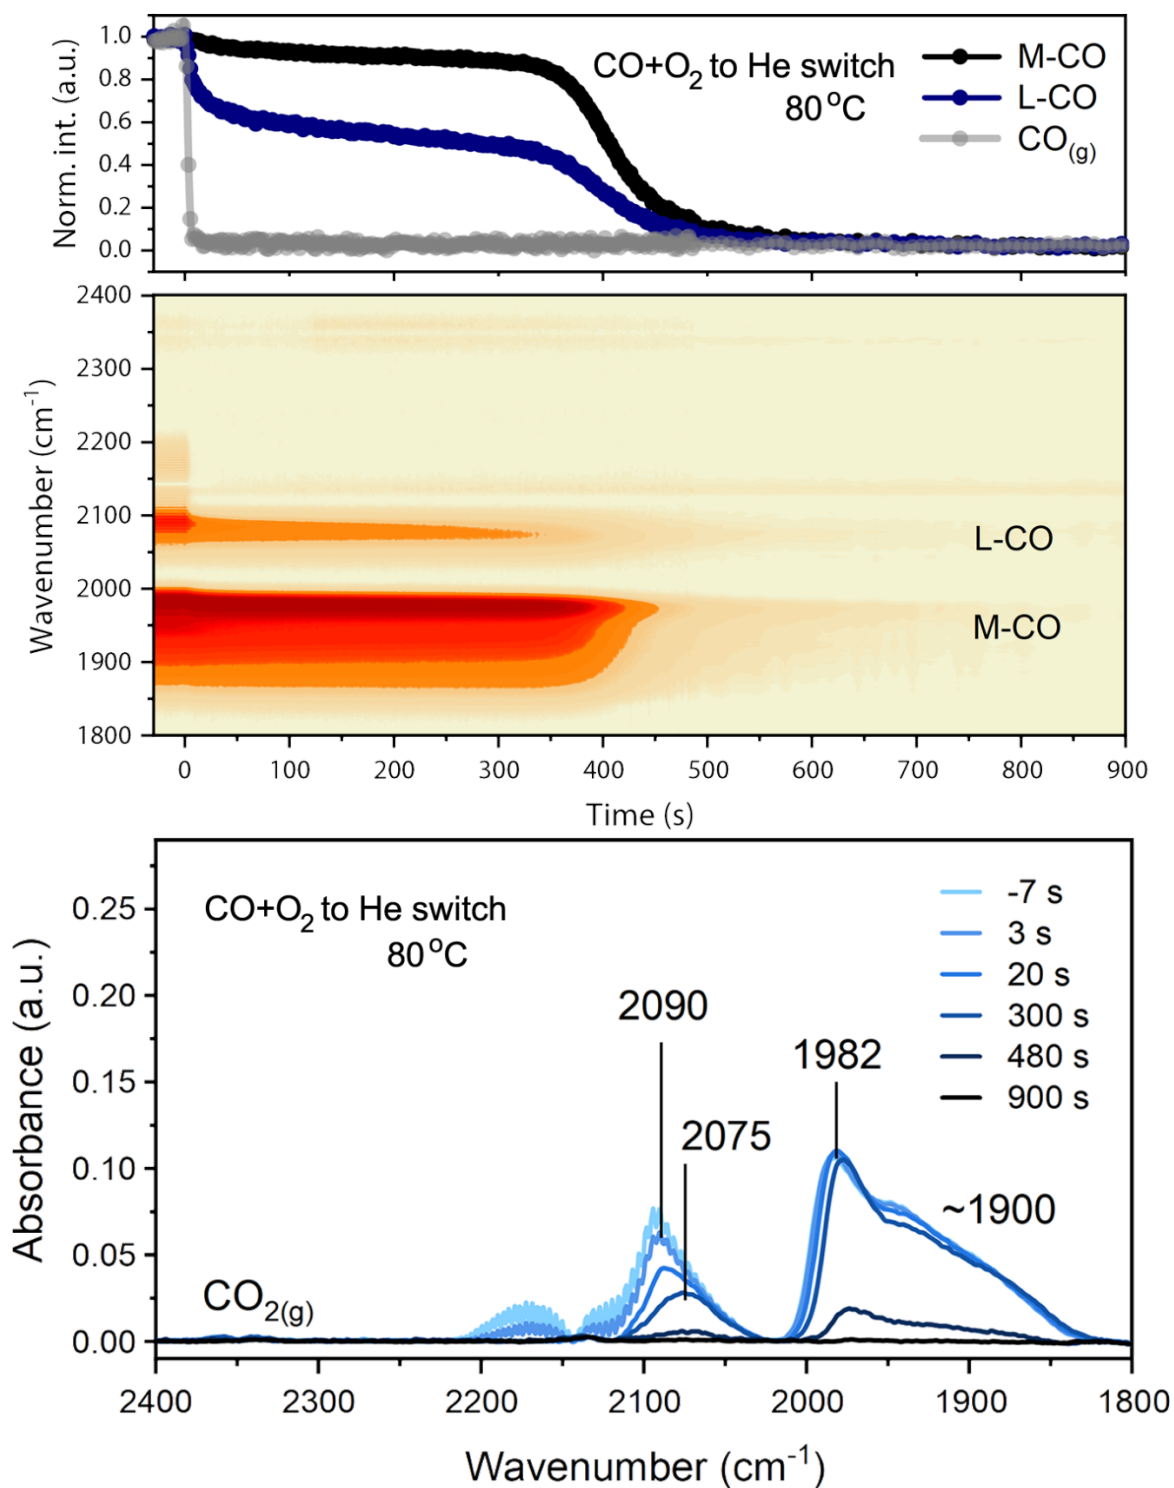 CO+O₂ to He switch
80 °C
M-CO
L-CO
CO(g)
Norm. int. (a.u.)
1.0
0.8
0.6
0.4
0.2
0.0
Wavenumber (cm⁻¹)
2400
2300
2200
2100
2000
1900
1800
L-CO
M-CO
0 100 200 300 400 500 600 700 800 900
Time (s)
CO+O₂ to He switch
80 °C
-7 s
3 s
20 s
300 s
480 s
900 s
2090
2075
1982
~1900
CO₂(g)
Absorbance (a.u.)
0.25
0.20
0.15
0.10
0.05
0.00
2400 2300 2200 2100 2000 1900 1800
Wavenumber (cm⁻¹)